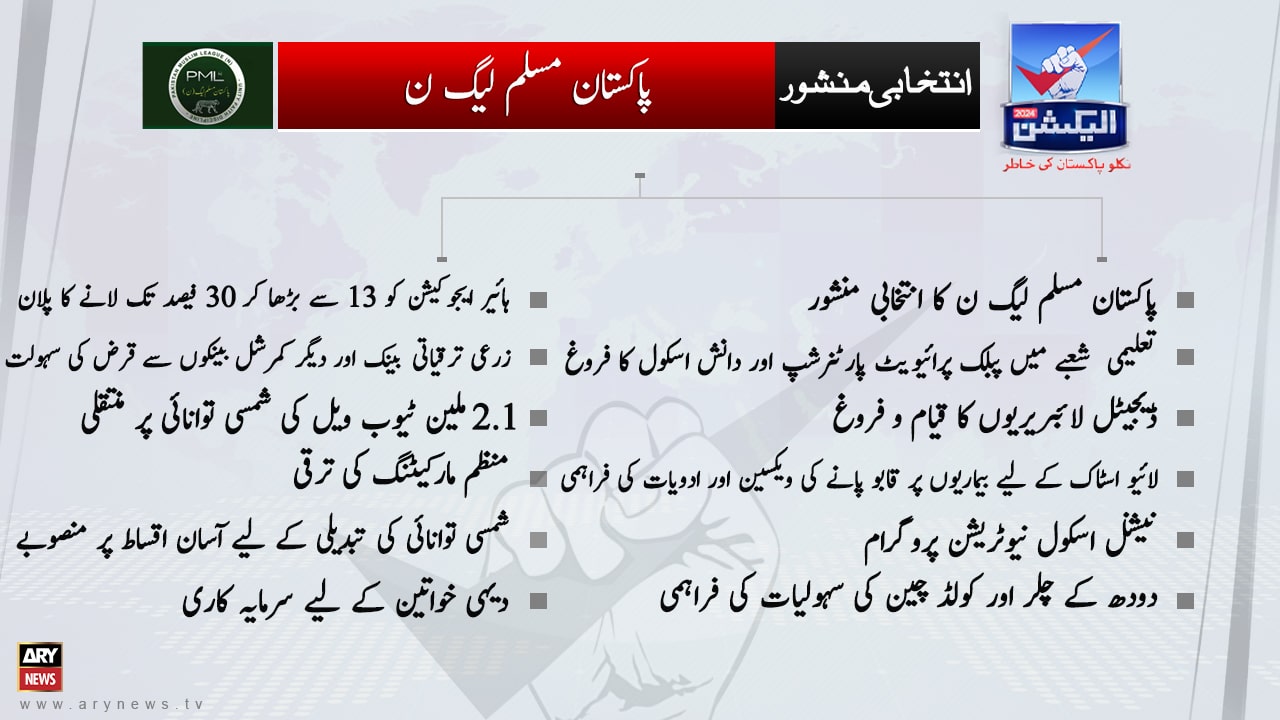 انتخابی منشور
پاکستان مسلم لیگ ن
PML
پاکستان مسلم لیگ (ن)
PAKISTAN MUSLIM LEAGUE (N)
UNITY FAITH DISCIPLINE
2024
الیکشن
نکلو پاکستان کی خاطر
پاکستان مسلم لیگ ن کا انتخابی منشور
تعلیمی شعبے میں پبلک پرائیویٹ پارٹنرشپ اور دانش اسکول کا فروغ
ڈیجیٹل لائبریریوں کا قیام و فروغ
لائیو اسٹاک کے لیے بیماریوں پر قابو پانے کی ویکسین اور ادویات کی فراہمی
نیشنل اسکول نیوٹریشن پروگرام
دودھ کے چلر اور کولڈ چین کی سہولیات کی فراہمی
ہائیر ایجوکیشن کو 13 سے بڑھا کر 30 فیصد تک لانے کا پلان
زرعی ترقیاتی بینک اور دیگر کمرشل بینکوں سے قرض کی سہولت
2.1 ملین ٹیوب ویل کی شمسی توانائی پر منتقلی
منظم مارکیٹنگ کی ترقی
شمسی توانائی کی تبدیلی کے لیے آسان اقساط پر منصوبے
دیہی خواتین کے لیے سرمایہ کاری
ARY
NEWS
www.arynews.tv